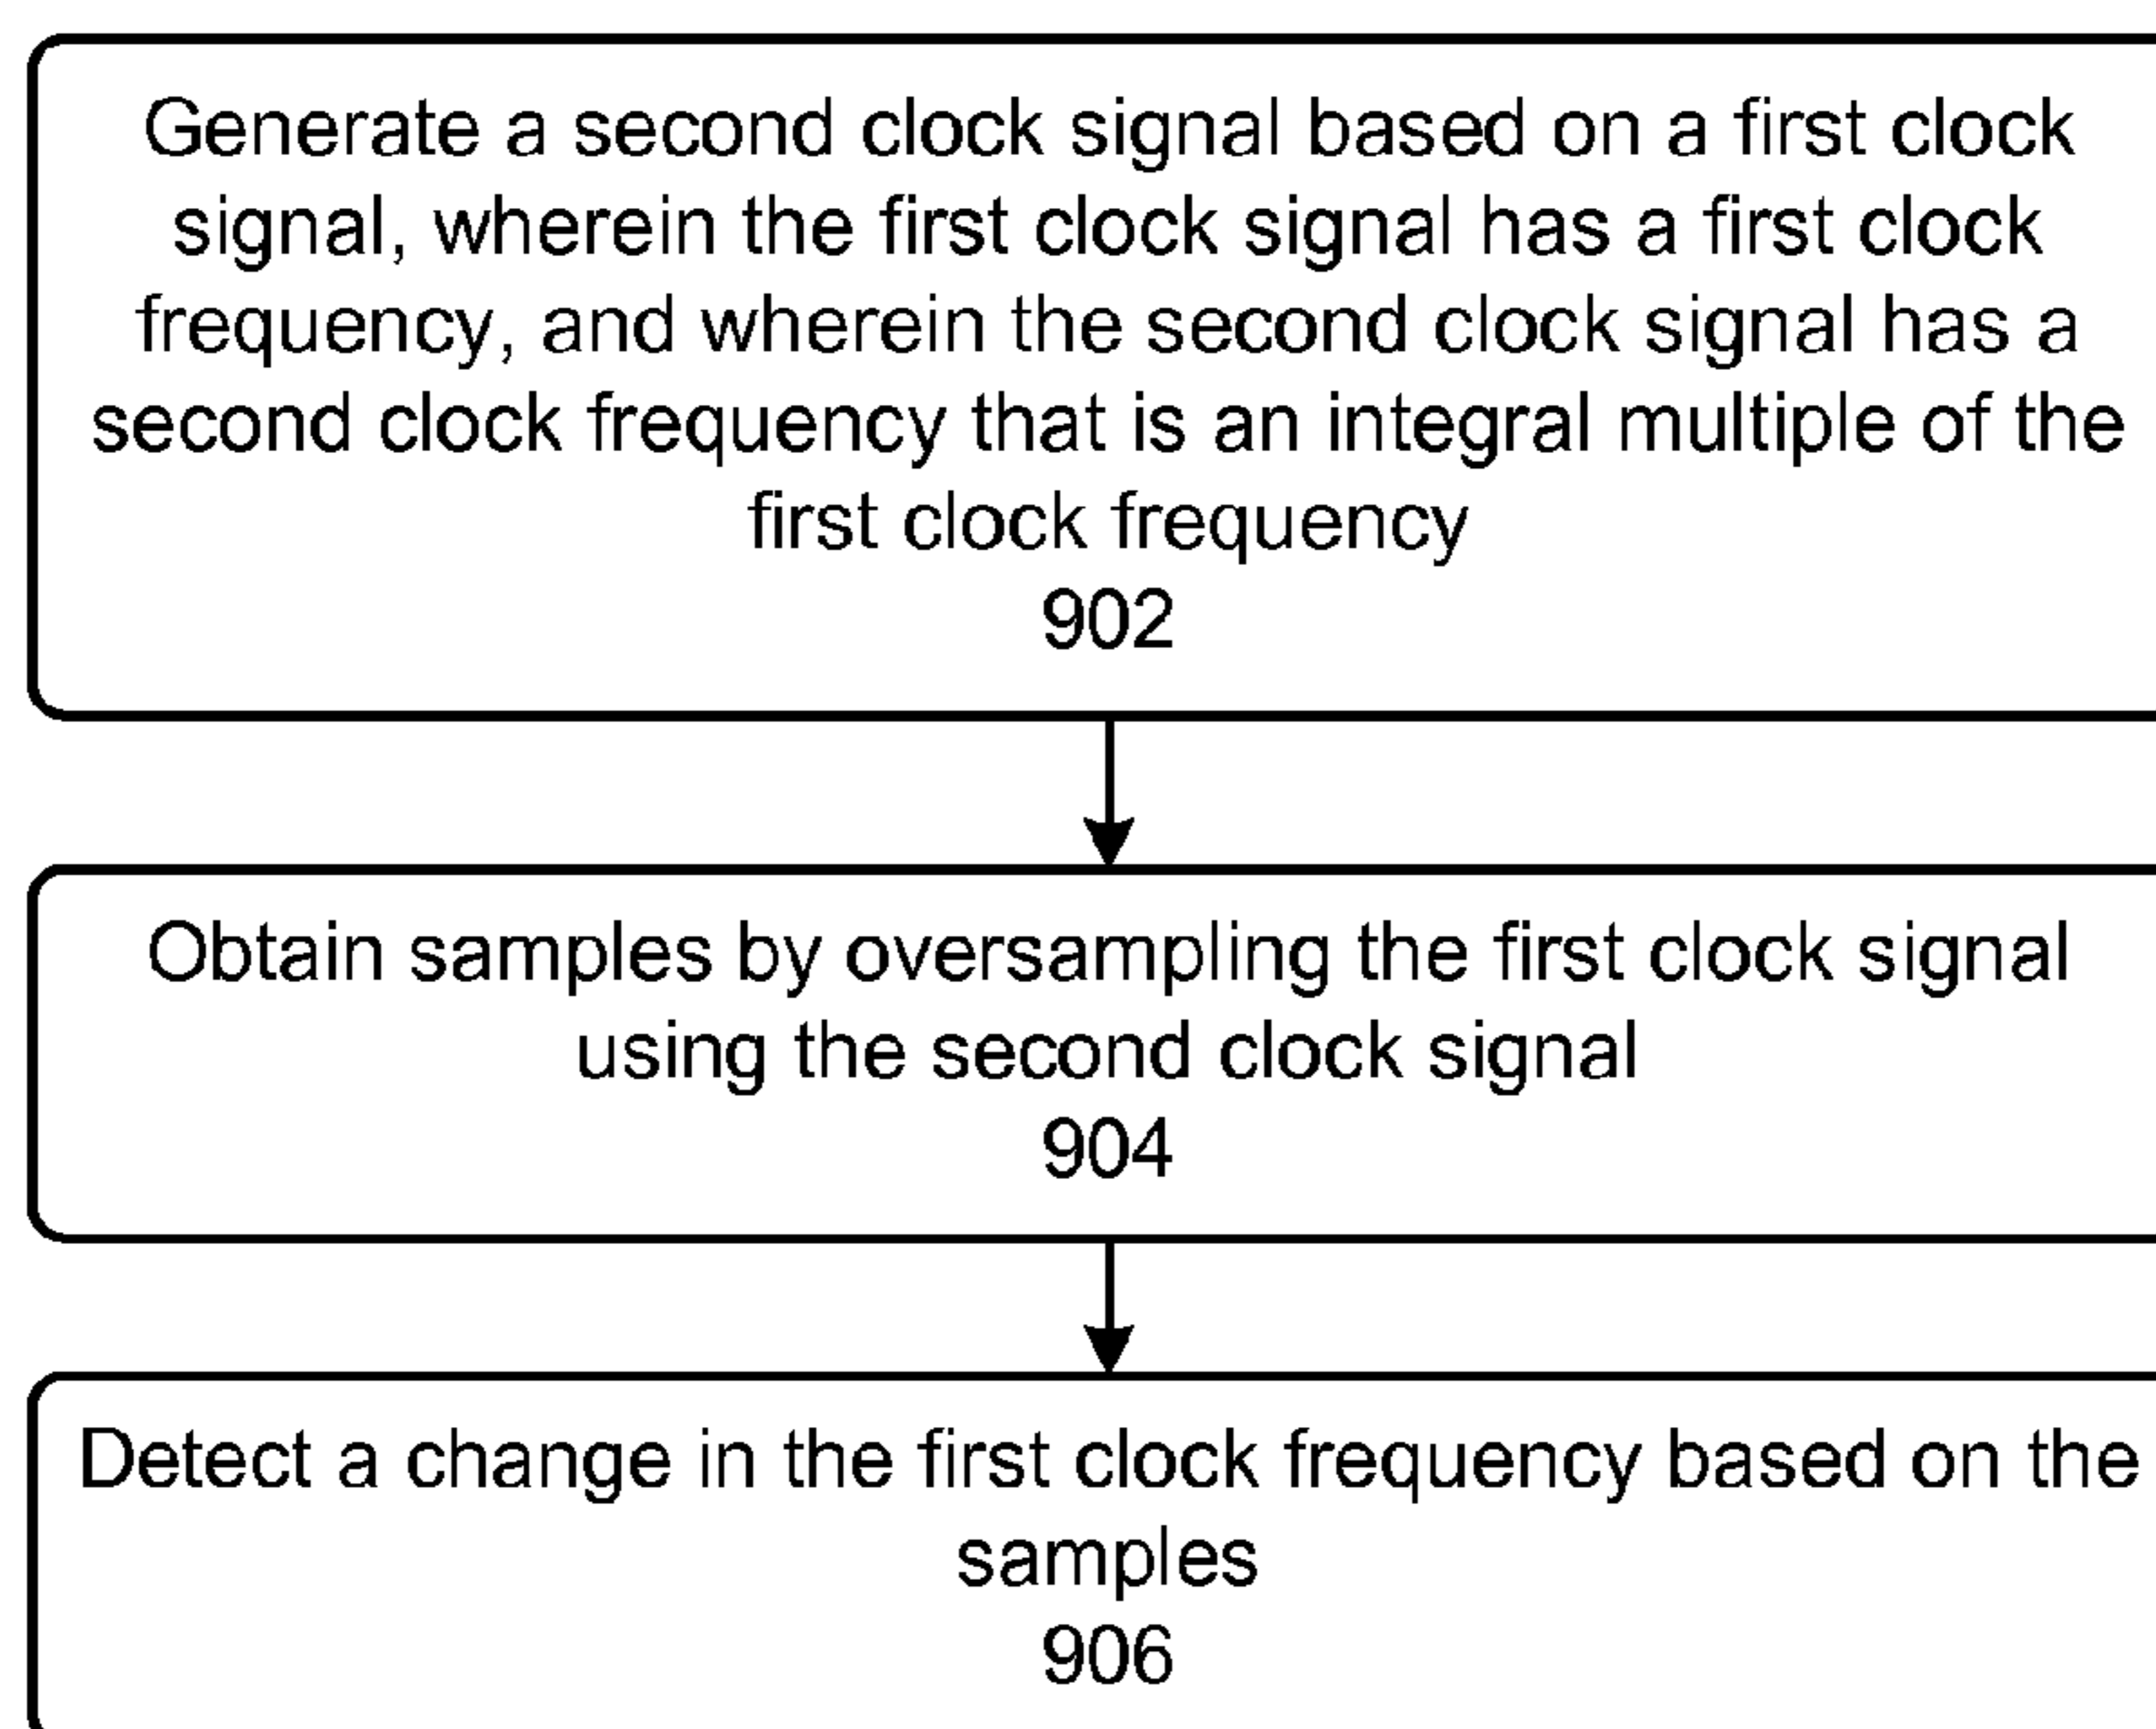 Generate a second clock signal based on a first clock
signal, wherein the first clock signal has a first clock
frequency, and wherein the second clock signal has a
second clock frequency that is an integral multiple of the
first clock frequency
902
Obtain samples by oversampling the first clock signal
using the second clock signal
904
Detect a change in the first clock frequency based on the
samples
906